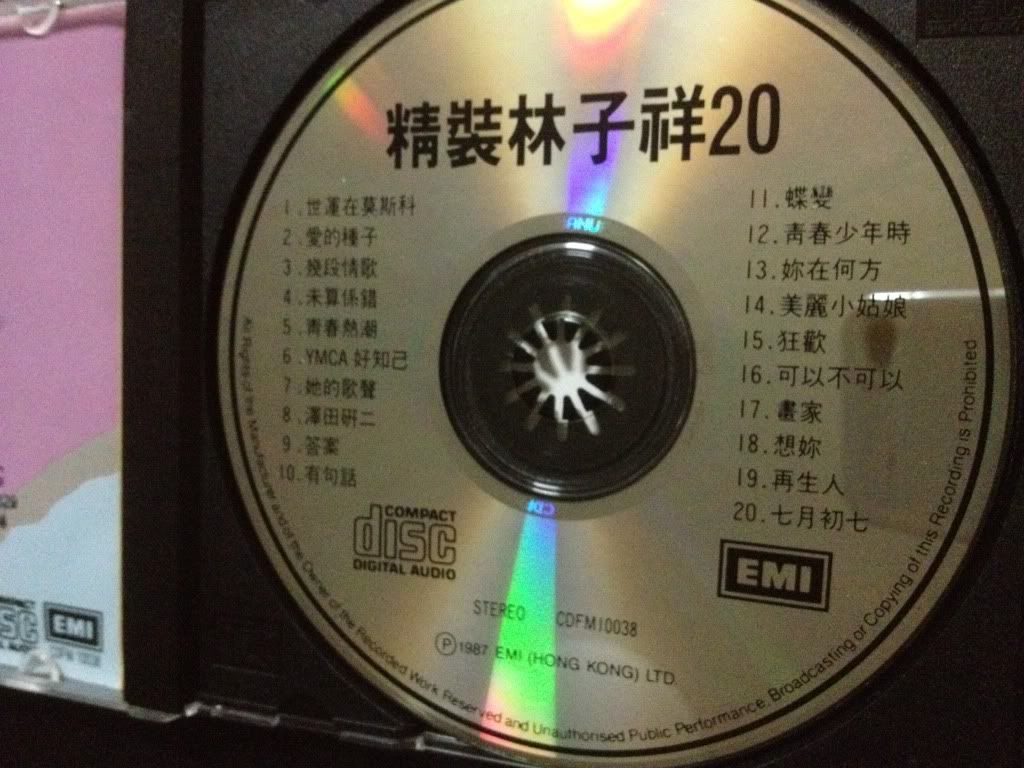 精裝林子祥20
1.世運在莫斯科
2.愛的種子
3.幾段情歌
4.未算係錯
5.青春熱潮
6.YMCA 好知己
7.她的歌聲
8.澤田研二
9.答案
10.有句話
11.蝶變
12.青春少年時
13.妳在何方
14.美麗小姑娘
15.狂歡
16.可以不可以
17.畫家
18.想妳
19.再生人
20.七月初七
COMPACT
disc
DIGITAL AUDIO
EMI
STEREO CDFM10038
Ⓟ1987 EMI (HONG KONG) LTD.
All Rights of the Manufacturer and of the Owner of the Recorded Work Reserved and Unauthorised Public Performance, Broadcasting or Copying of this Recording is Prohibited
EMI